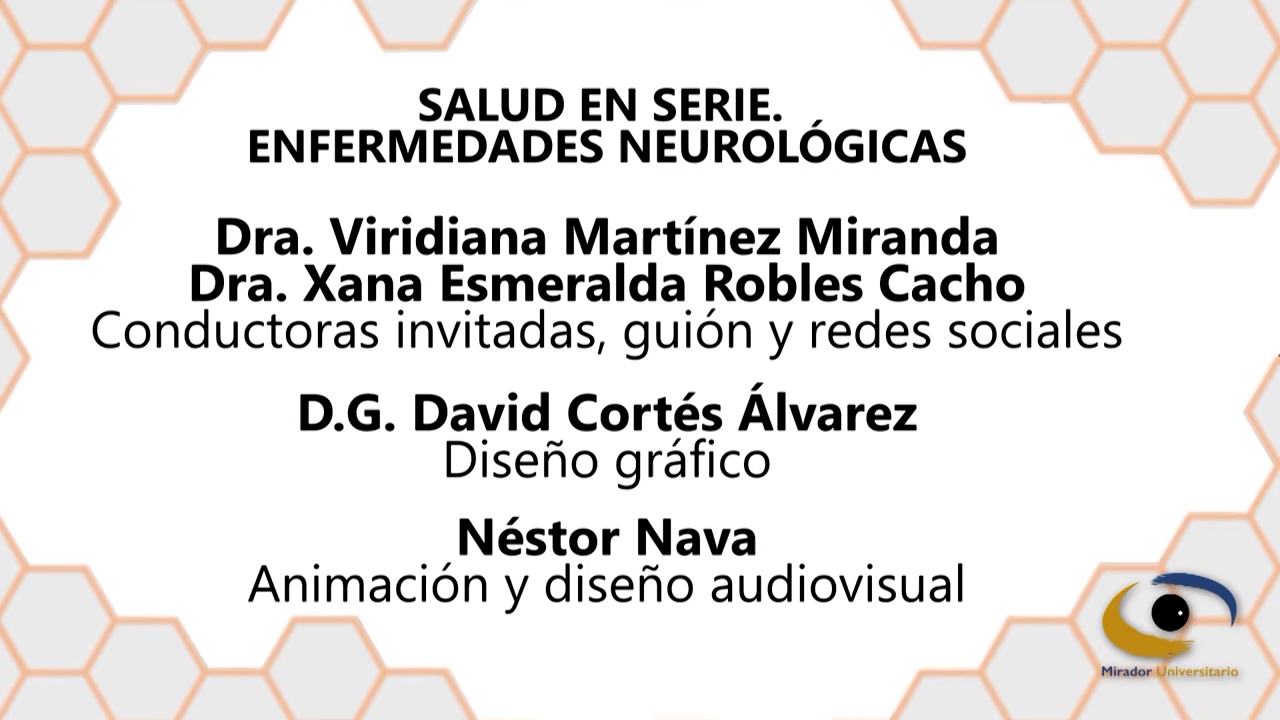 SALUD EN SERIE.
ENFERMEDADES NEUROLÓGICAS
Dra. Viridiana Martínez Miranda
Dra. Xana Esmeralda Robles Cacho
Conductoras invitadas, guión y redes sociales
D.G. David Cortés Álvarez
Diseño gráfico
Néstor Nava
Animación y diseño audiovisual
Mirador Universitario